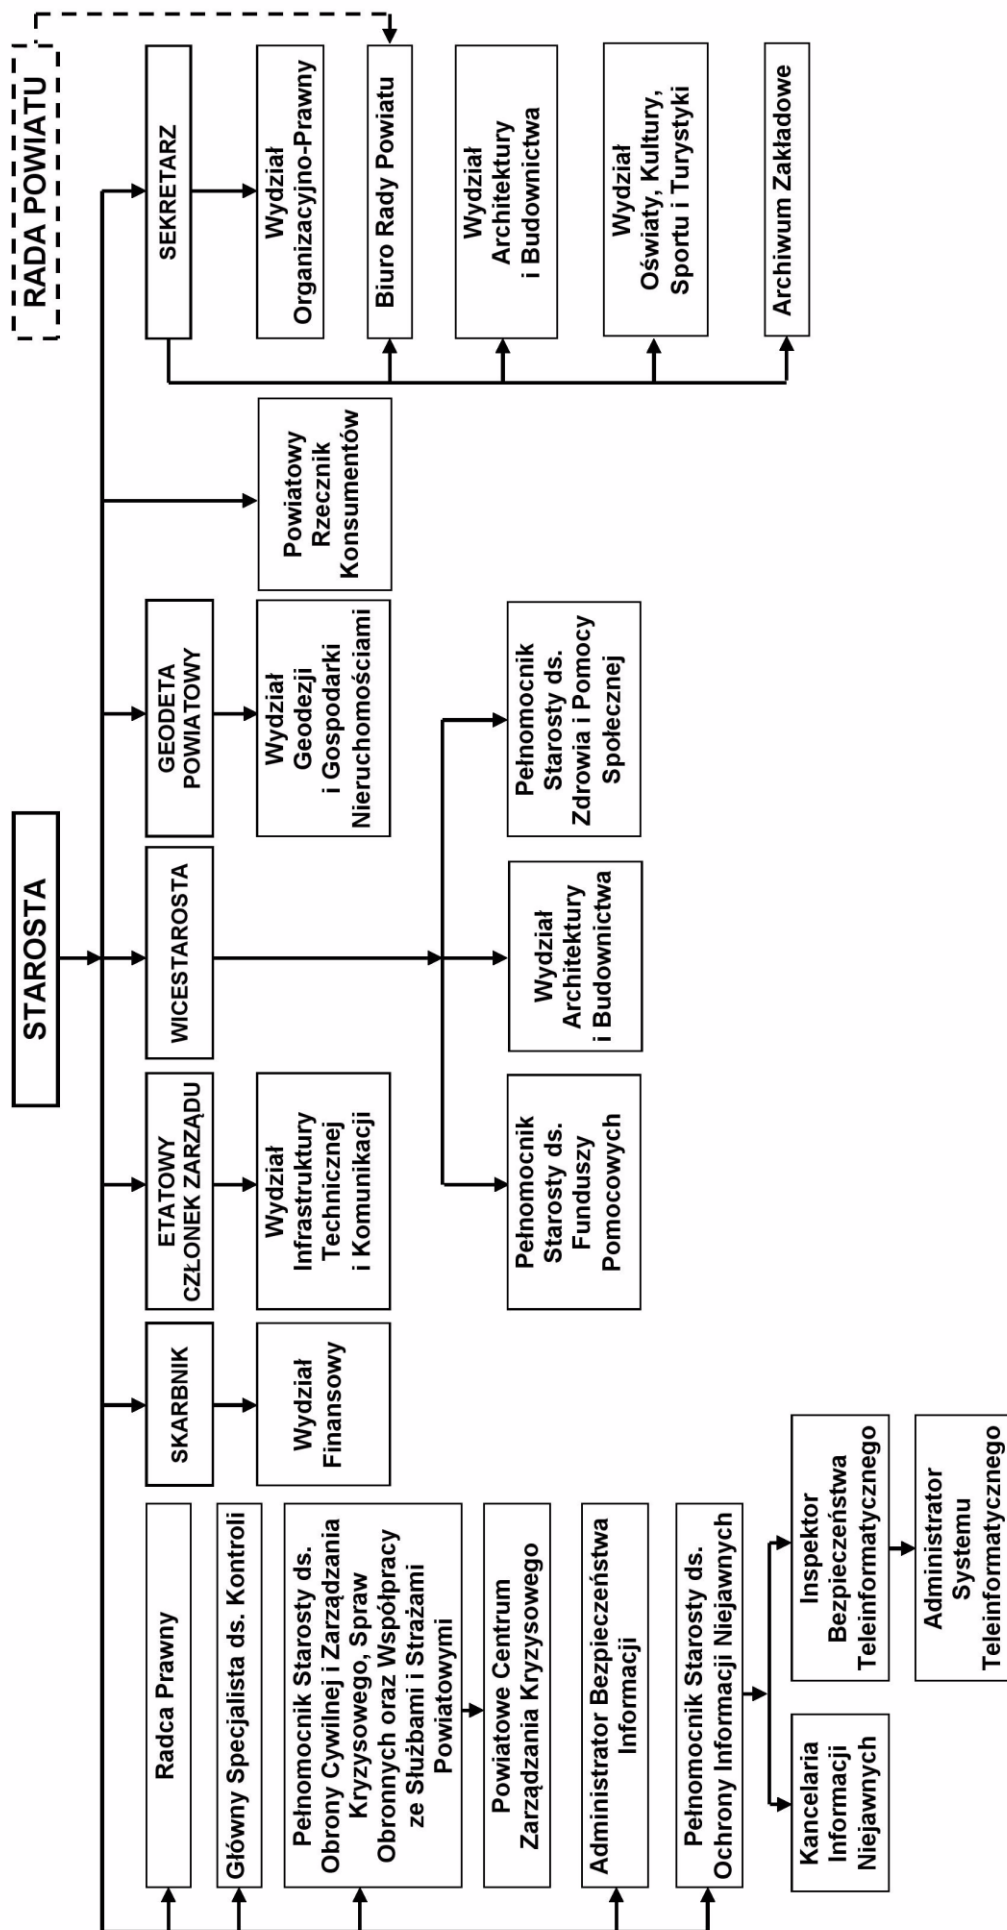 STAROSTA
RADA POWIATU
SKARBNIK
ETATOWY
CZŁONEK ZARZĄDU
WICESTAROSTA
GEODETA
POWIATOWY
SEKRETARZ
Radca Prawny
Główny Specjalista ds. Kontroli
Pełnomocnik Starosty ds.
Obrony Cywilnej i Zarządzania
Kryzysowego, Spraw
Obronnych oraz Współpracy
ze Służbami i Strażami
Powiatowymi
Powiatowe Centrum
Zarządzania Kryzysowego
Administrator Bezpieczeństwa
Informacji
Pełnomocnik Starosty ds.
Ochrony Informacji Niejawnych
Kancelaria
Informacji
Niejawnych
Inspektor
Bezpieczeństwa
Teleinformatycznego
Administrator
Systemu
Teleinformatycznego
Wydział
Finansowy
Wydział
Infrastruktury
Technicznej
i Komunikacji
Pełnomocnik
Starosty ds.
Funduszy
Pomocowych
Wydział
Architektury
i Budownictwa
Pełnomocnik
Starosty ds.
Zdrowia i Pomocy
Społecznej
Wydział
Geodezji
i Gospodarki
Nieruchomościami
Powiatowy
Rzecznik
Konsumentów
Wydział
Organizacyjno-Prawny
Biuro Rady Powiatu
Wydział
Architektury
i Budownictwa
Wydział
Oświaty, Kultury,
Sportu i Turystyki
Archiwum Zakładowe